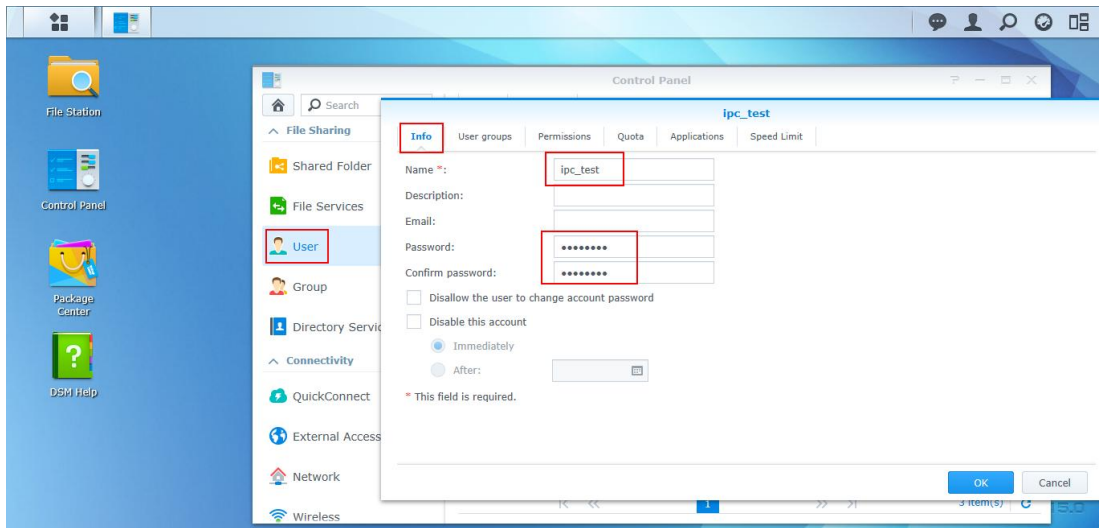 File Station
Control Panel
Package
Center
DSM Help
Control Panel
Search
File Sharing
Shared Folder
File Services
User
Group
Directory Servic
Connectivity
QuickConnect
External Access
Network
Wireless
ipc_test
Info User groups Permissions Quota Applications Speed Limit
Name *: ipc_test
Description:
Email:
Password: ••••••••
Confirm password: ••••••••
Disallow the user to change account password
Disable this account
Immediately
After:
* This field is required.
OK Cancel
1 3 item(s)
5.0